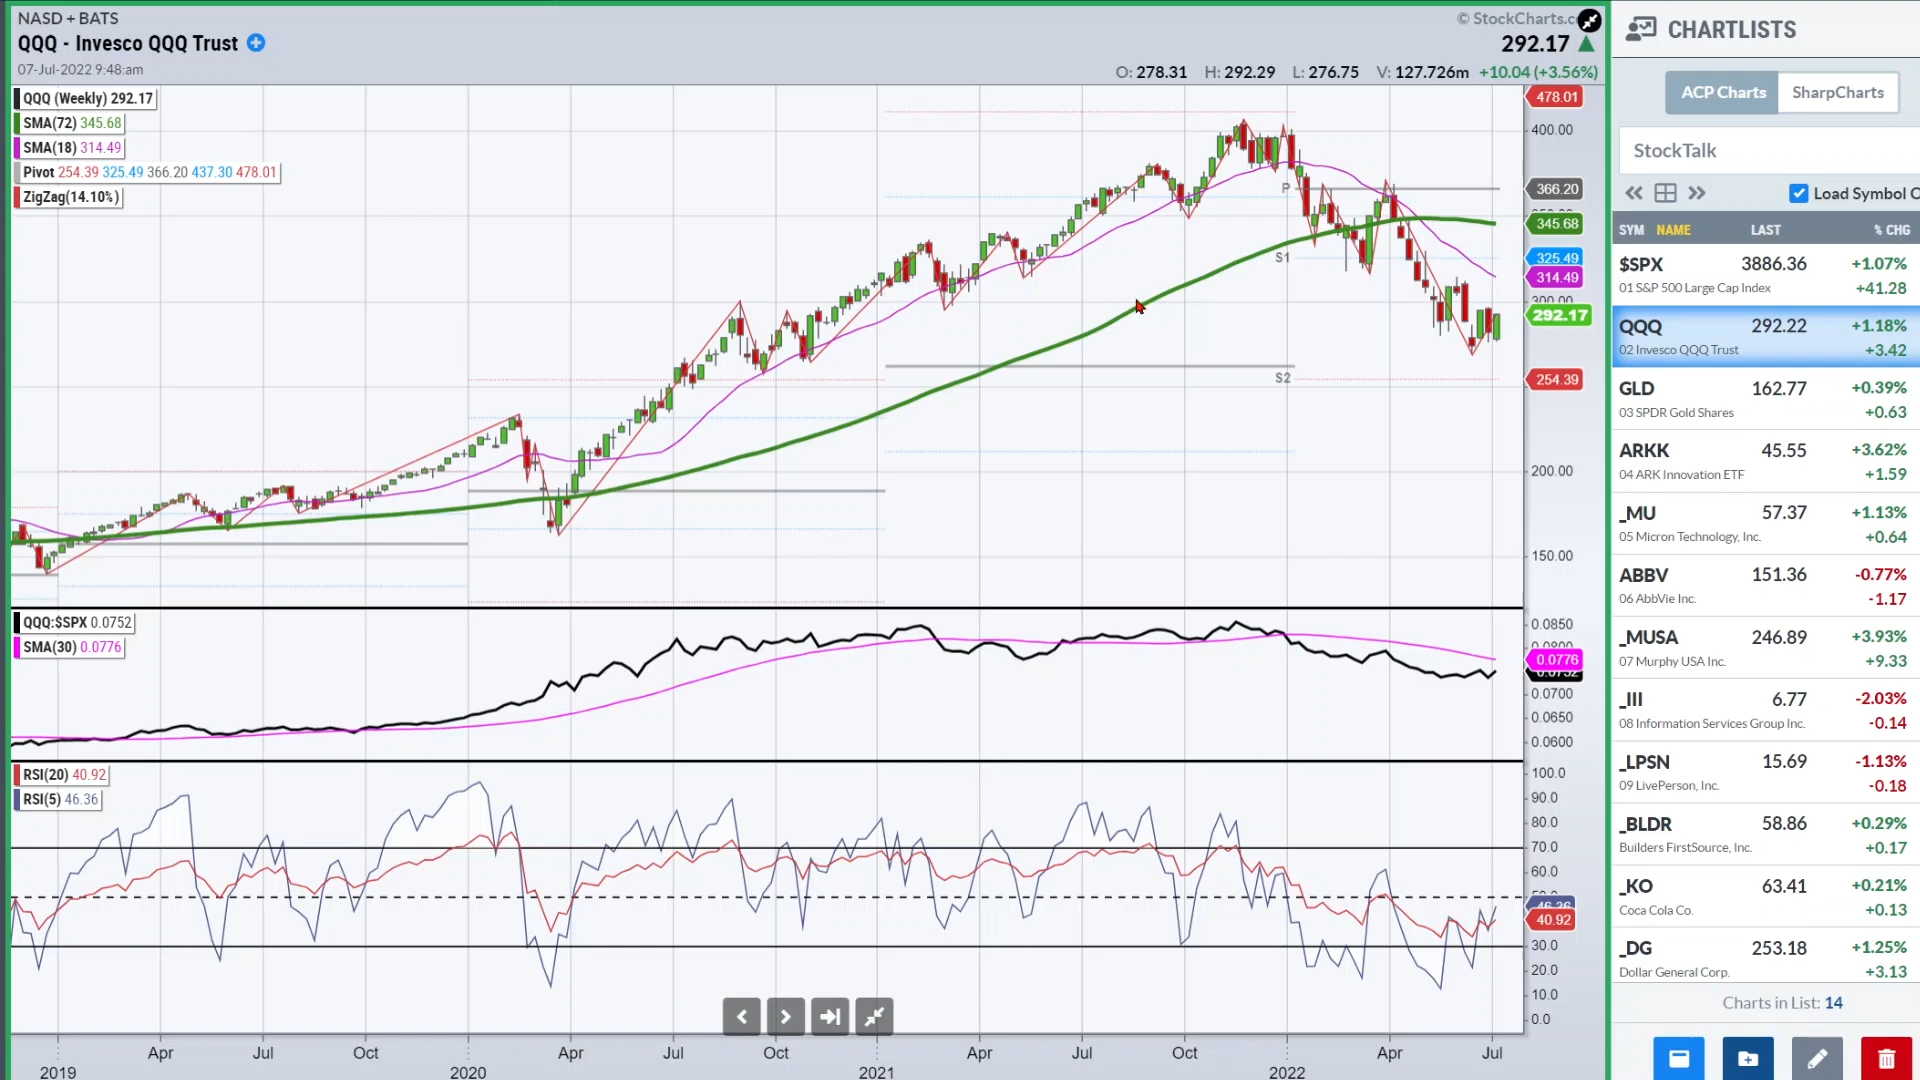 NASD + BATS
© StockCharts.c
QQQ - Invesco QQQ Trust
292.17
07-Jul-2022 9:48:am
O: 278.31 H: 292.29 L: 276.75 V: 127.726m +10.04 (+3.56%)
QQQ (Weekly) 292.17
SMA(72) 345.68
SMA(18) 314.49
Pivot 254.39 325.49 366.20 437.30 478.01
ZigZag(14.10%)
P
S1
S2
478.01
400.00
366.20
345.68
325.49
314.49
300.00
292.17
254.39
200.00
150.00
QQQ:$SPX 0.0752
SMA(30) 0.0776
0.0850
0.0800
0.0776
0.0752
0.0700
0.0650
0.0600
RSI(20) 40.92
RSI(5) 46.36
100.0
90.0
80.0
70.0
60.0
50.0
46.36
40.92
30.0
20.0
10.0
0.0
Apr Jul Oct Apr Jul Oct Apr Jul Oct Apr Jul
2019 2020 2021 2022
CHARTLISTS
ACP Charts SharpCharts
StockTalk
Load Symbol O
SYM NAME LAST % CHG
$SPX 3886.36 +1.07%
01 S&P 500 Large Cap Index +41.28
QQQ 292.22 +1.18%
02 Invesco QQQ Trust +3.42
GLD 162.77 +0.39%
03 SPDR Gold Shares +0.63
ARKK 45.55 +3.62%
04 ARK Innovation ETF +1.59
_MU 57.37 +1.13%
05 Micron Technology, Inc. +0.64
ABBV 151.36 -0.77%
06 AbbVie Inc. -1.17
_MUSA 246.89 +3.93%
07 Murphy USA Inc. +9.33
_III 6.77 -2.03%
08 Information Services Group Inc. -0.14
_LPSN 15.69 -1.13%
09 LivePerson, Inc. -0.18
_BLDR 58.86 +0.29%
Builders FirstSource, Inc. +0.17
_KO 63.41 +0.21%
Coca Cola Co. +0.13
_DG 253.18 +1.25%
Dollar General Corp. +3.13
Charts in List: 14